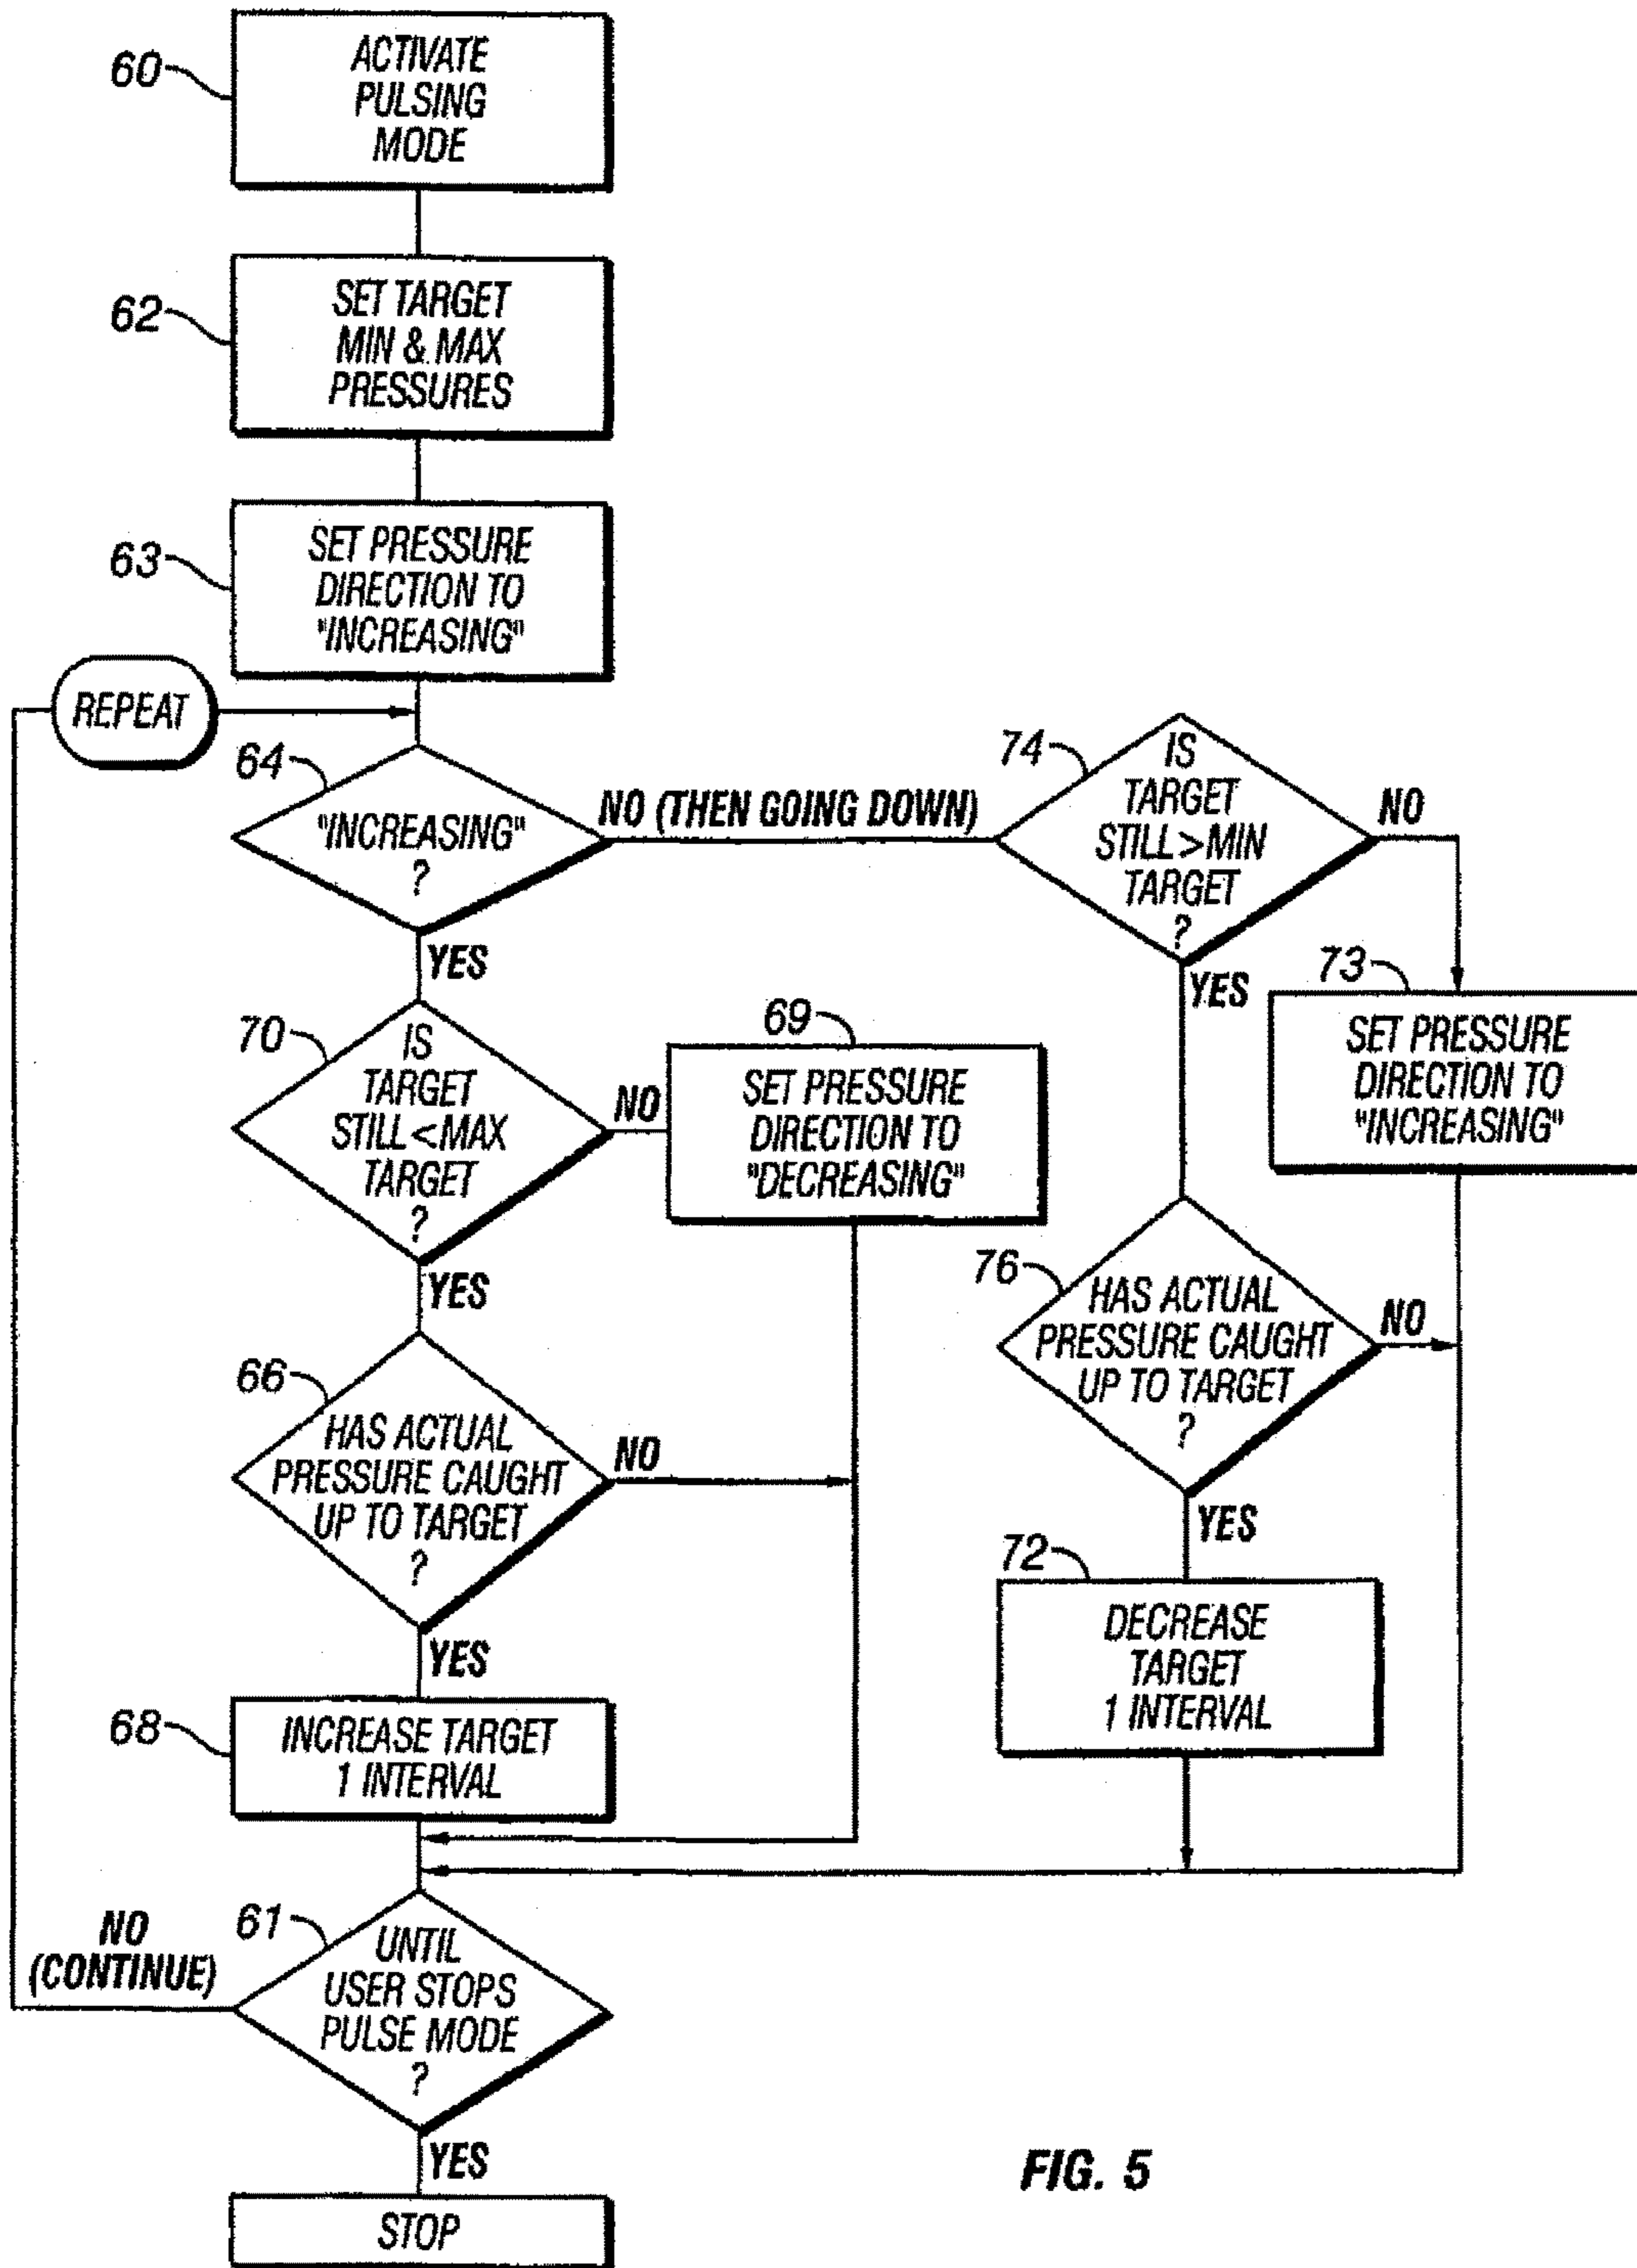 60
ACTIVATE
PULSING
MODE
62
SET TARGET
MIN & MAX
PRESSURES
63
SET PRESSURE
DIRECTION TO
"INCREASING"
REPEAT
64
"INCREASING"
?
NO (THEN GOING DOWN)
74
IS
TARGET
STILL>MIN
TARGET
?
NO
YES
YES
73
SET PRESSURE
DIRECTION TO
"INCREASING"
70
IS
TARGET
STILL<MAX
TARGET
?
NO
69
SET PRESSURE
DIRECTION TO
"DECREASING"
YES
76
HAS ACTUAL
PRESSURE CAUGHT
UP TO TARGET
?
NO
YES
66
HAS ACTUAL
PRESSURE CAUGHT
UP TO TARGET
?
NO
YES
72
DECREASE
TARGET
1 INTERVAL
68
INCREASE TARGET
1 INTERVAL
61
UNTIL
USER STOPS
PULSE MODE
?
NO
(CONTINUE)
YES
STOP
FIG. 5